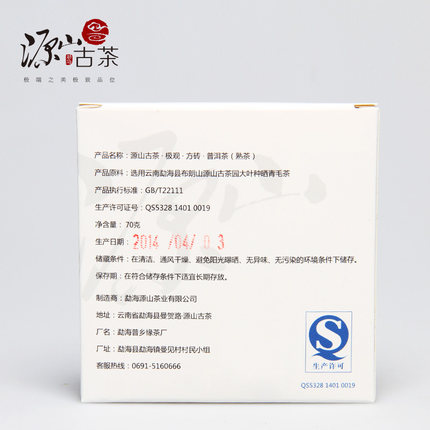 源山古茶
极端之美极致品位
产品名称：源山古茶·极观·方砖·普洱茶（熟茶）
产品原料：选用云南勐海县布朗山源山古茶园大叶种晒青毛茶
产品执行标准：GB/T22111
生产许可证号：QS5328 1401 0019
净含量：70克
生产日期：2014 /04/ 03
储藏条件：在清洁、通风干燥、避免阳光曝晒、无异味、无污染的环境条件下储存。
保存期：在符合储存条件下适宜长期存放。
制造商：勐海源山茶业有限公司
地址：云南省勐海县曼贺路·源山古茶
厂名：勐海普乡缘茶厂
厂址：勐海县勐海镇曼见村村民小组
客服热线：0691-5160666
生产许可
QS5328 1401 0019